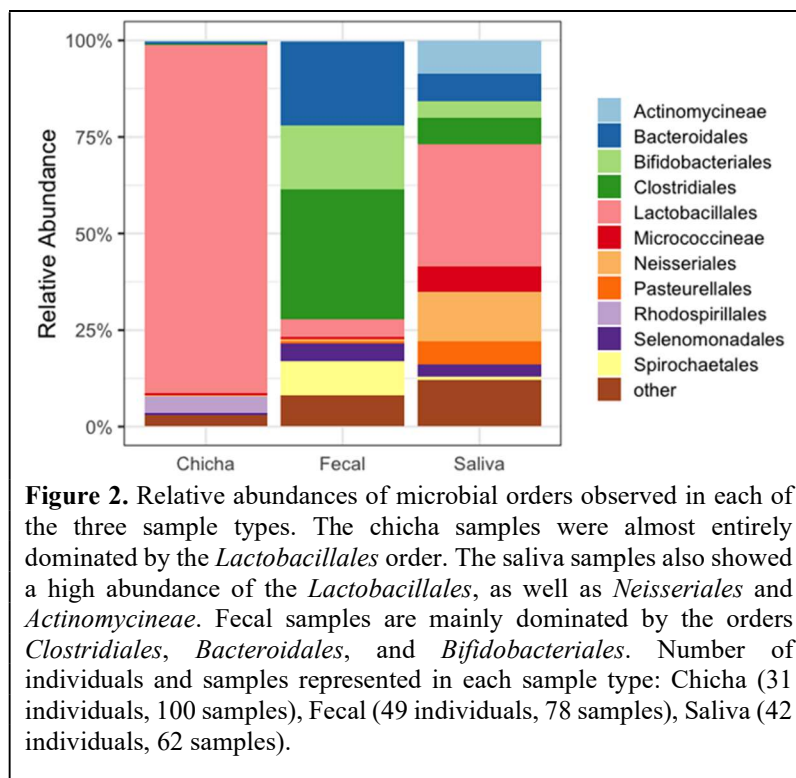 100%
75%
50%
25%
0%
Relative Abundance
Chicha
Fecal
Saliva
Actinomycineae
Bacteroidales
Bifidobacteriales
Clostridiales
Lactobacillales
Micrococcineae
Neisseriales
Pasteurellales
Rhodospirillales
Selenomonadales
Spirochaetales
other
Figure 2. Relative abundances of microbial orders observed in each of
the three sample types. The chicha samples were almost entirely
dominated by the Lactobacillales order. The saliva samples also showed
a high abundance of the Lactobacillales, as well as Neisseriales and
Actinomycineae. Fecal samples are mainly dominated by the orders
Clostridiales, Bacteroidales, and Bifidobacteriales. Number of
individuals and samples represented in each sample type: Chicha (31
individuals, 100 samples), Fecal (49 individuals, 78 samples), Saliva (42
individuals, 62 samples).